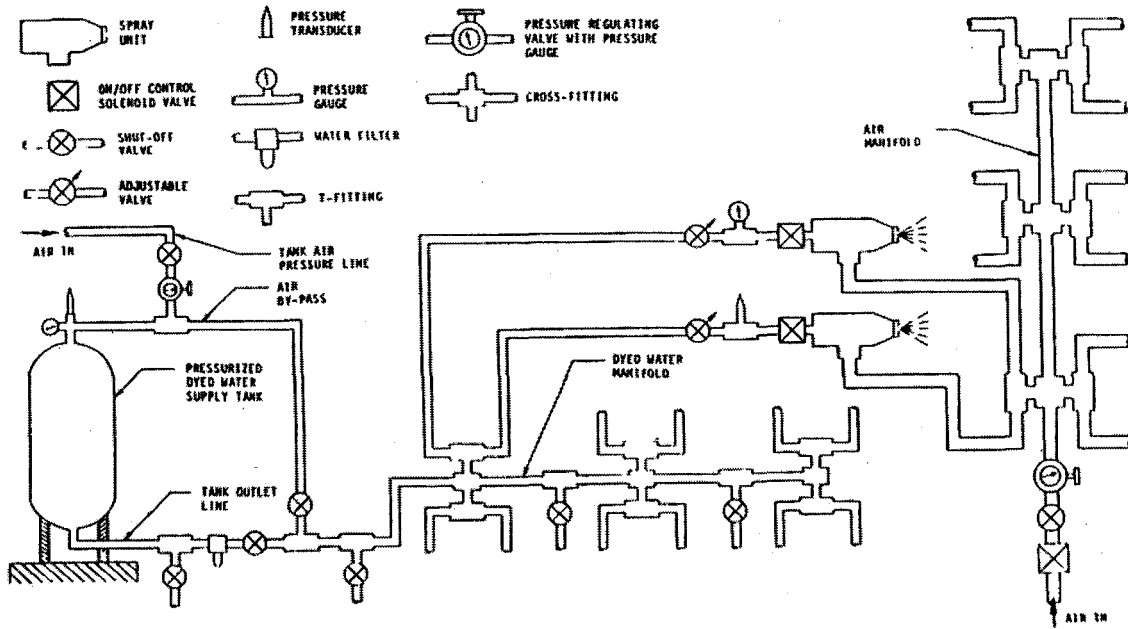 SPRAY
UNIT
PRESSURE
TRANSDUCER
PRESSURE REGULATING
VALVE WITH PRESSURE
GAUGE
ON/OFF CONTROL
SOLENOID VALVE
PRESSURE
GAUGE
CROSS-FITTING
SHUT-OFF
VALVE
WATER FILTER
ADJUSTABLE
VALVE
T-FITTING
AIR
MANIFOLD
AIR IN
TANK AIR
PRESSURE LINE
AIR
BY-PASS
PRESSURIZED
DYED WATER
SUPPLY TANK
DYED WATER
MANIFOLD
TANK OUTLET
LINE
AIR IN